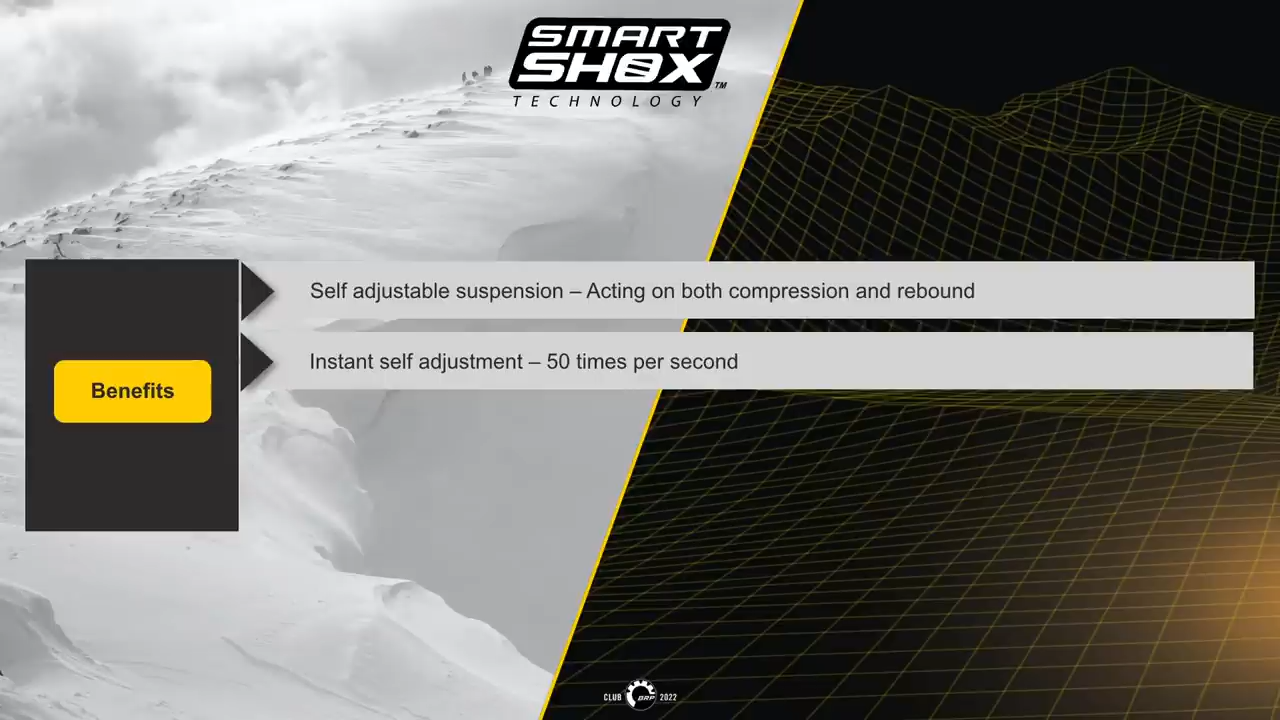 SMART
SHOX™
TECHNOLOGY
Self adjustable suspension – Acting on both compression and rebound
Instant self adjustment – 50 times per second
Benefits
CLUB BRP 2022